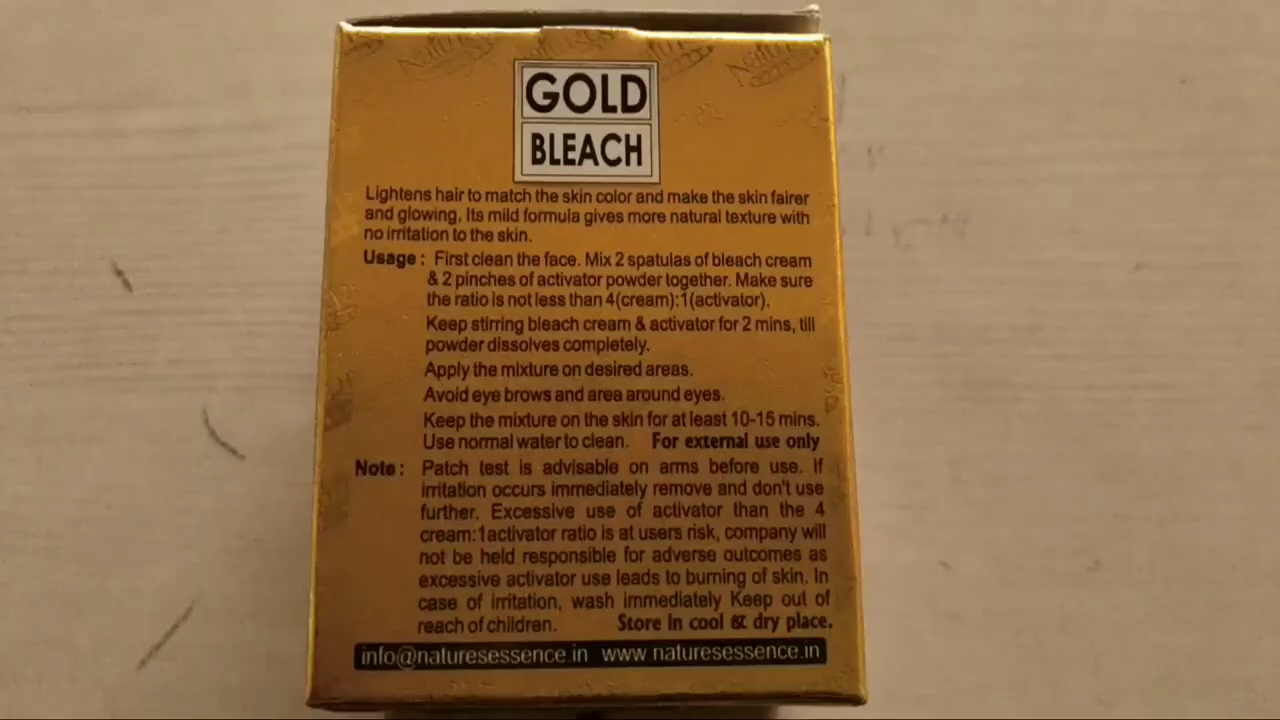 GOLD
BLEACH
Lightens hair to match the skin color and make the skin fairer
and glowing. Its mild formula gives more natural texture with
no irritation to the skin.
Usage : First clean the face. Mix 2 spatulas of bleach cream
& 2 pinches of activator powder together. Make sure
the ratio is not less than 4(cream):1(activator).
Keep stirring bleach cream & activator for 2 mins, till
powder dissolves completely.
Apply the mixture on desired areas.
Avoid eye brows and area around eyes.
Keep the mixture on the skin for at least 10-15 mins.
Use normal water to clean. For external use only
Note : Patch test is advisable on arms before use. If
irritation occurs immediately remove and don't use
further. Excessive use of activator than the 4
cream:1activator ratio is at users risk, company will
not be held responsible for adverse outcomes as
excessive activator use leads to burning of skin. In
case of irritation, wash immediately Keep out of
reach of children. Store in cool & dry place.
info@naturesessence.in www.naturesessence.in